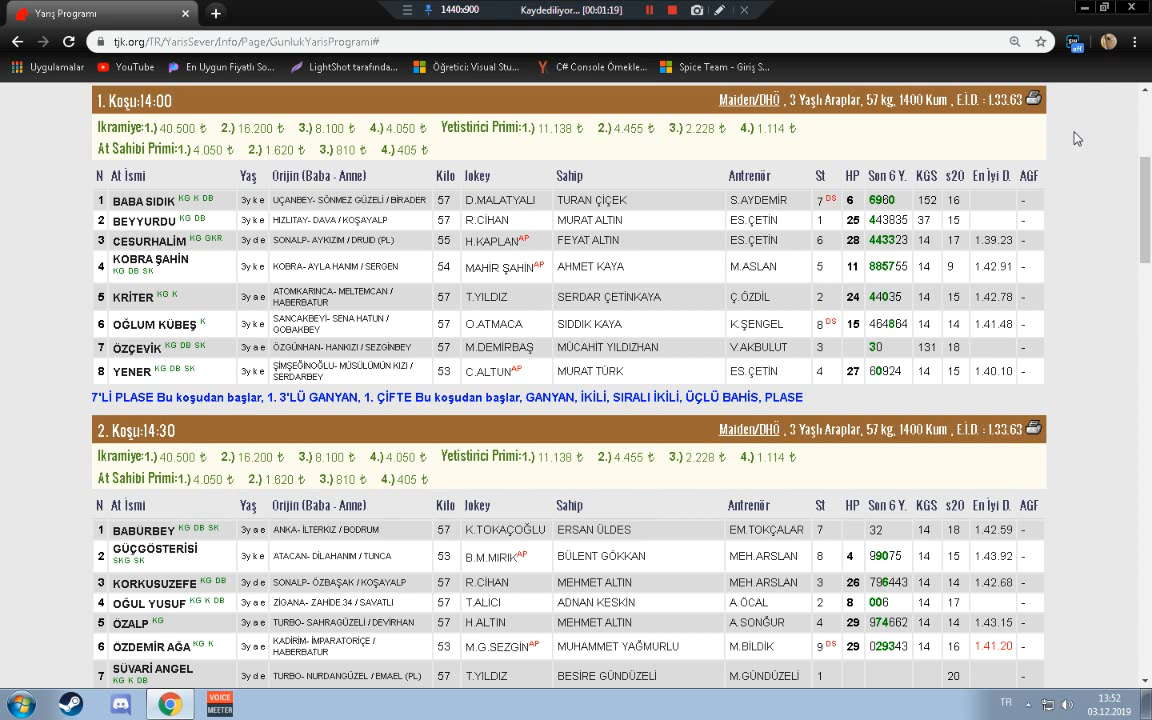 Yarış Programı
1440x900 Kaydediliyor... [00:01:19]
tjk.org/TR/YarisSever/Info/Page/GunlukYarisProgrami#
Uygulamalar YouTube En Uygun Fiyatlı So... LightShot tarafında... Öğretici: Visual Stu... C# Console Örnekle... Spice Team - Giriş S...
1. Koşu:14:00 Maiden/DHÖ , 3 Yaşlı Araplar, 57 kg, 1400 Kum , E.İ.D. : 1.33.63
Ikramiye:1.) 40.500 ₺ 2.) 16.200 ₺ 3.) 8.100 ₺ 4.) 4.050 ₺ Yetistirici Primi:1.) 11.138 ₺ 2.) 4.455 ₺ 3.) 2.228 ₺ 4.) 1.114 ₺
At Sahibi Primi:1.) 4.050 ₺ 2.) 1.620 ₺ 3.) 810 ₺ 4.) 405 ₺
N At İsmi Yaş Orijin (Baba - Anne) Kilo Jokey Sahip Antrenör St HP Son 6 Y. KGS s20 En İyi D. AGF
1 BABA SIDIK KG K DB 3y k e UÇANBEY- SÖNMEZ GÜZELİ / BİRADER 57 D.MALATYALI TURAN ÇİÇEK S.AYDEMİR 7 DS 6 6960 152 16 -
2 BEYYURDU KG DB 3y k e HIZLITAY- DAVA / KOŞAYALP 57 R.CİHAN MURAT ALTIN ES.ÇETİN 1 25 443835 37 15 -
3 CESURHALİM KG GKR 3y d e SONALP- AYKIZIM / DRUID (PL) 55 H.KAPLAN AP FEYAT ALTIN ES.ÇETİN 6 28 443323 14 17 1.39.23 -
4 KOBRA ŞAHİN KG DB SK 3y k e KOBRA- AYLA HANIM / SERGEN 54 MAHİR ŞAHİN AP AHMET KAYA M.ASLAN 5 11 885755 14 9 1.42.91 -
5 KRİTER KG K 3y a e ATOMKARINCA- MELTEMCAN / HABERBATUR 57 T.YILDIZ SERDAR ÇETİNKAYA Ç.ÖZDİL 2 24 44035 14 15 1.42.78 -
6 OĞLUM KÜBEŞ K 3y k e SANCAKBEYİ- SENA HATUN / GOBAKBEY 57 O.ATMACA SIDDIK KAYA K.ŞENGEL 8 DS 15 464864 14 14 1.41.48 -
7 ÖZÇEVİK KG DB SK 3y a e ÖZGÜNHAN- HANKIZI / SEZGİNBEY 57 M.DEMİRBAŞ MÜCAHİT YILDIZHAN V.AKBULUT 3 30 131 18 -
8 YENER KG DB SK 3y k e ŞİMŞEĞİNOĞLU- MÜSÜLÜMÜN KIZI / SERDARBEY 53 C.ALTUN AP MURAT TÜRK ES.ÇETİN 4 27 60924 14 15 1.40.10 -
7'Lİ PLASE Bu koşudan başlar, 1. 3'LÜ GANYAN, 1. ÇİFTE Bu koşudan başlar, GANYAN, İKİLİ, SIRALI İKİLİ, ÜÇLÜ BAHİS, PLASE
2. Koşu:14:30 Maiden/DHÖ , 3 Yaşlı Araplar, 57 kg, 1400 Kum , E.İ.D. : 1.33.63
Ikramiye:1.) 40.500 ₺ 2.) 16.200 ₺ 3.) 8.100 ₺ 4.) 4.050 ₺ Yetistirici Primi:1.) 11.138 ₺ 2.) 4.455 ₺ 3.) 2.228 ₺ 4.) 1.114 ₺
At Sahibi Primi:1.) 4.050 ₺ 2.) 1.620 ₺ 3.) 810 ₺ 4.) 405 ₺
N At İsmi Yaş Orijin (Baba - Anne) Kilo Jokey Sahip Antrenör St HP Son 6 Y. KGS s20 En İyi D. AGF
1 BABÜRBEY KG DB SK 3y a e ANKA- İLTERKIZ / BODRUM 57 K.TOKAÇOĞLU ERSAN ÜLDES EM.TOKÇALAR 7 32 14 18 1.42.59 -
2 GÜÇGÖSTERİSİ SKG SK 3y k e ATACAN- DİLAHANIM / TUNCA 53 B.M.MIRIK AP BÜLENT GÖKKAN MEH.ARSLAN 8 4 99075 14 15 1.43.92 -
3 KORKUSUZEFE KG DB 3y d e SONALP- ÖZBAŞAK / KOŞAYALP 57 R.CİHAN MEHMET ALTIN MEH.ARSLAN 3 26 796443 14 14 1.42.68 -
4 OĞUL YUSUF KG K DB 3y a e ZİGANA- ZAHİDE.34 / SAVATLI 57 T.ALICI ADNAN KESKİN A.ÖCAL 2 8 006 14 17 -
5 ÖZALP KG 3y a e TURBO- SAHRAGÜZELİ / DEVİRHAN 57 H.ALTIN MEHMET ALTIN A.SONĞUR 4 29 974662 14 14 1.43.15 -
6 ÖZDEMİR AĞA KG K 3y a e KADİRİM- İMPARATORİÇE / HABERBATUR 53 M.G.SEZGİN AP MUHAMMET YAĞMURLU M.BİLDİK 9 DS 29 029343 14 16 1.41.20 -
7 SÜVARİ ANGEL KG K DB 3y d e TURBO- NURDANGÜZEL / EMAEL (PL) 57 T.YILDIZ BESİRE GÜNDÜZELİ M.GÜNDÜZELİ 1 20 -
VOICE MEETER TR 13:52
03.12.2019